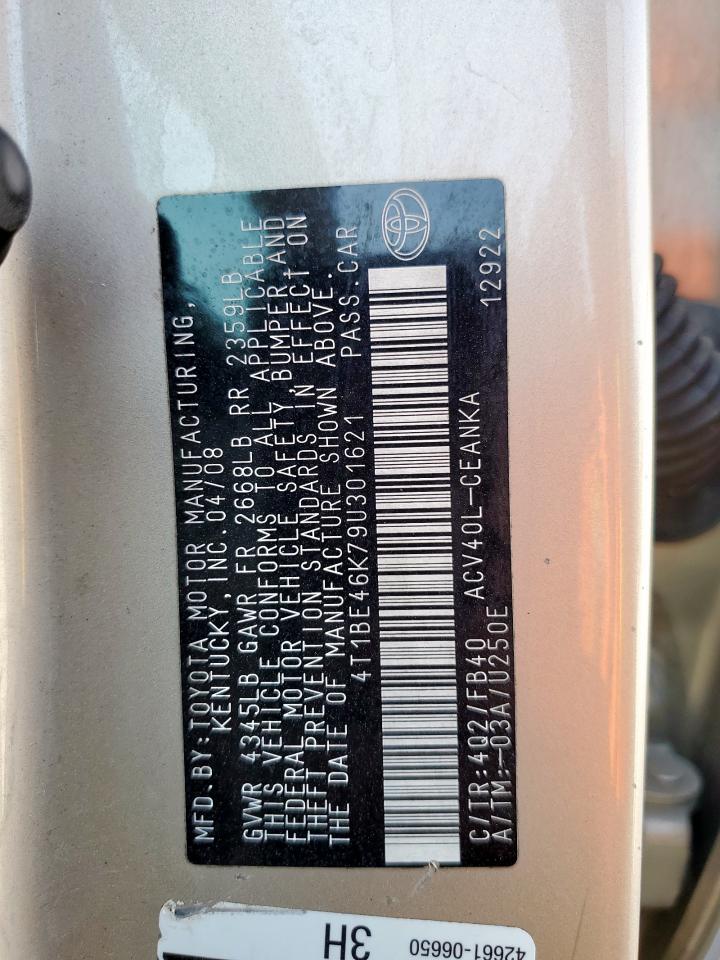 MFD.BY:TOYOTA MOTOR MANUFACTURING,
KENTUCKY, INC. 04/08
GVWR 4345LB GAWR FR 2668LB RR 2359LB
THIS VEHICLE CONFORMS TO ALL APPLICABLE
FEDERAL MOTOR VEHICLE SAFETY, BUMPER AND
THEFT PREVENTION STANDARDS IN EFFECT ON
THE DATE OF MANUFACTURE SHOWN ABOVE.
4T1BE46K79U301621 PASS.CAR
C/TR:4Q2/FB40 ACV40L-CEANKA 12922
A/TM:-03A/U250E
3H
42661-06650